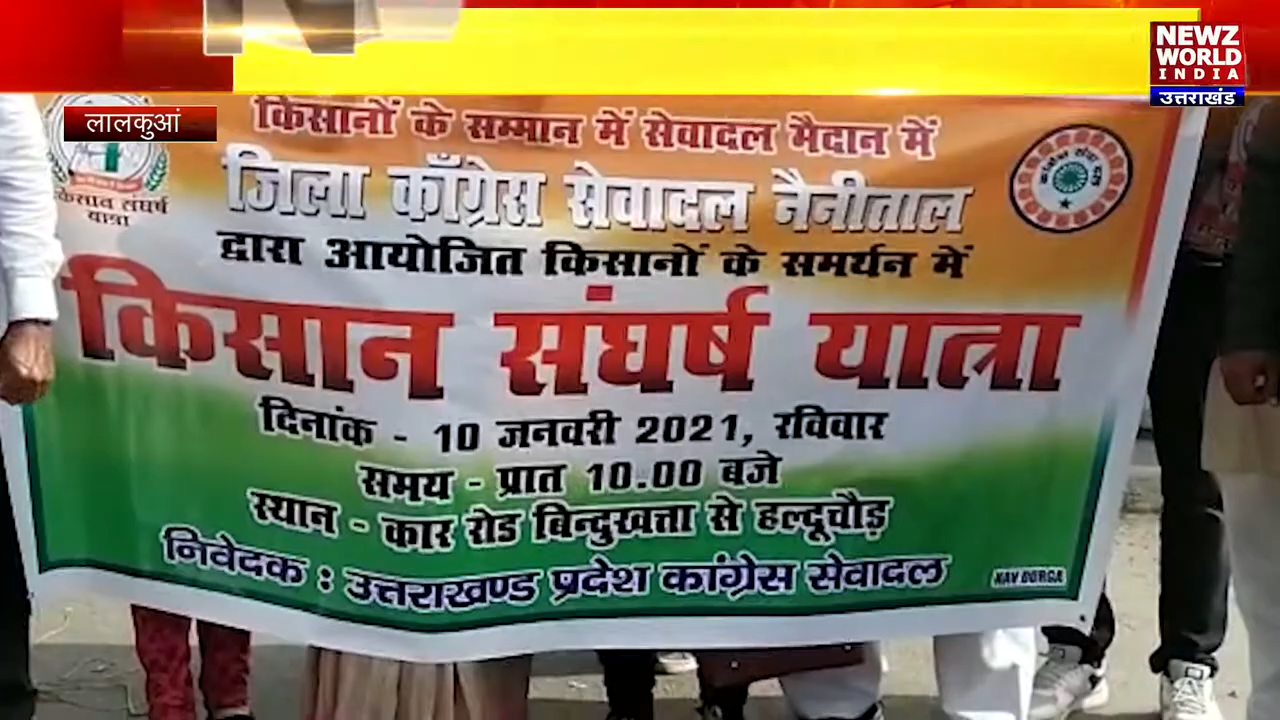 NEWZ
WORLD
INDIA
उत्तराखंड
लालकुआं
किसान संघर्ष
यात्रा
किसानों के सम्मान में सेवादल मैदान में
जिला काँग्रेस सेवादल नैनीताल
द्वारा आयोजित किसानों के समर्थन में
किसान संघर्ष यात्रा
दिनांक - 10 जनवरी 2021, रविवार
समय - प्रात 10.00 बजे
स्थान - कार रोड बिन्दुखत्ता से हल्दूचौड़
निवेदक : उत्तराखण्ड प्रदेश कांग्रेस सेवादल
NAV DURGA